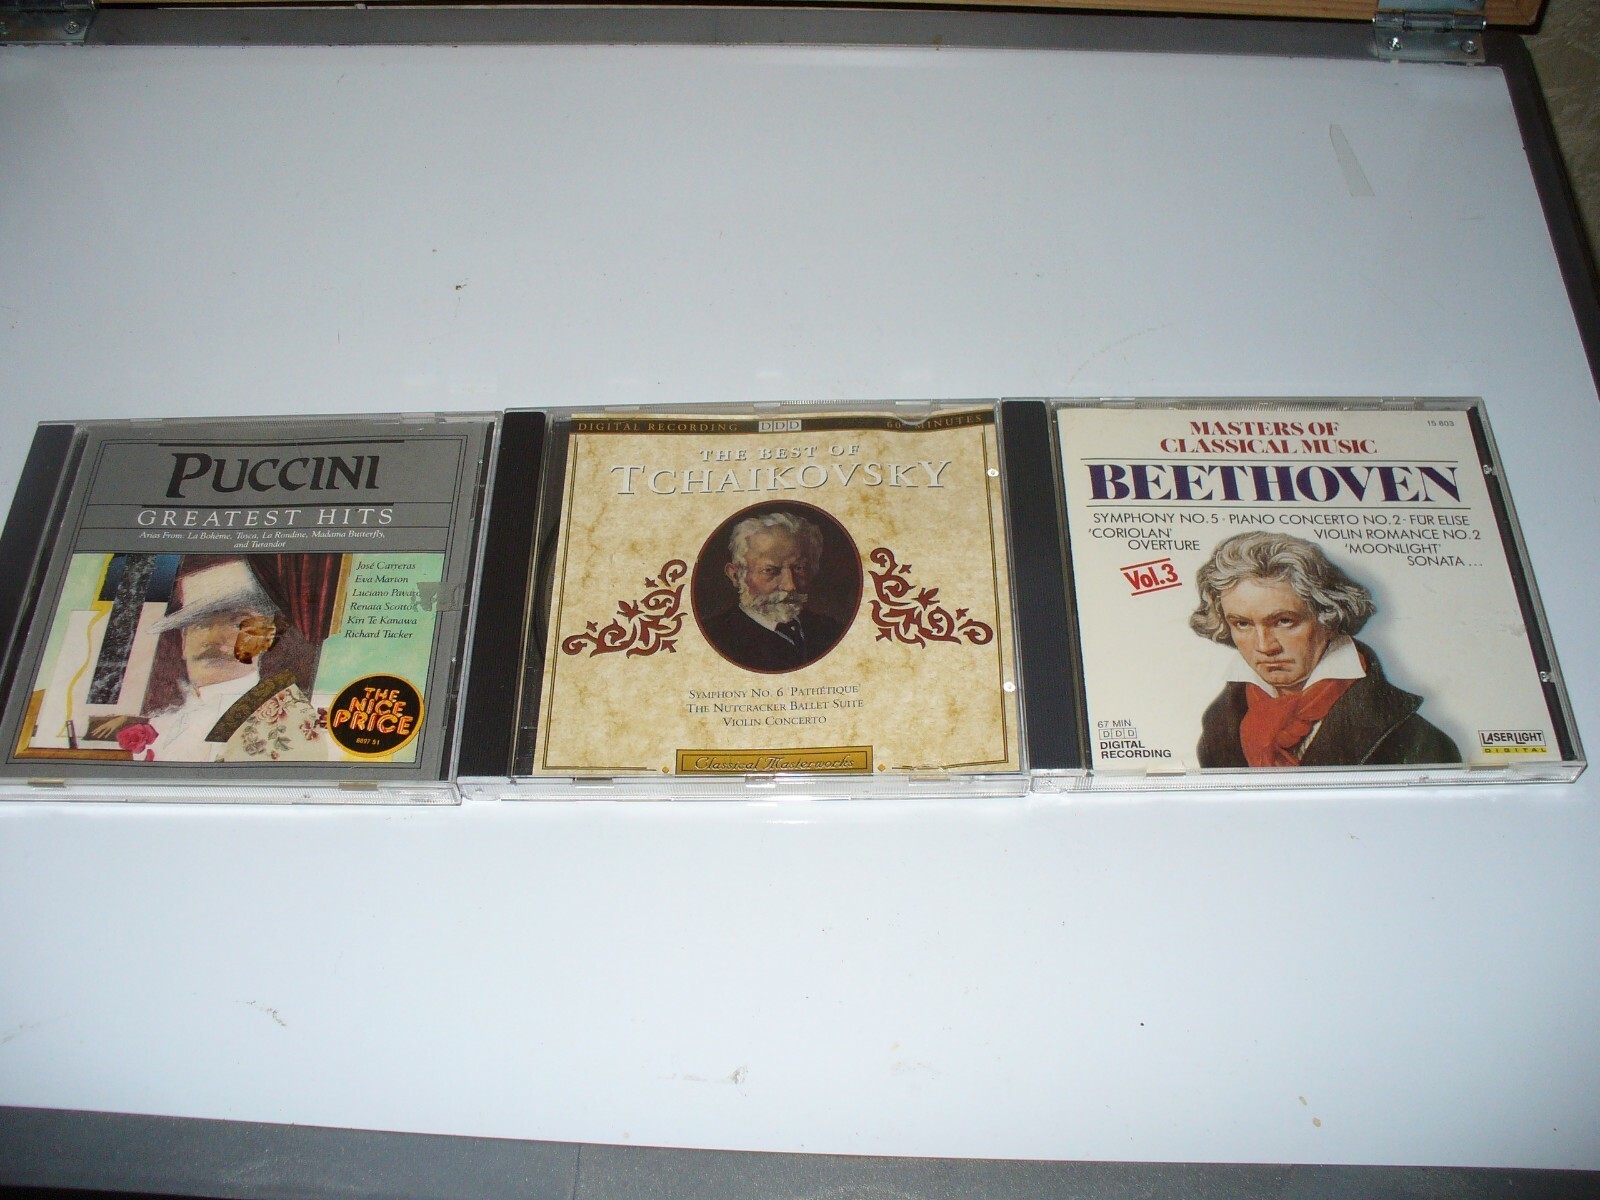 PUCCINI
GREATEST HITS
Arias From: La Bohème, Tosca, La Rondine, Madama Butterfly,
and Turandot
José Carreras
Eva Marton
Luciano Pavaro
Renata Scotto
Kiri Te Kanawa
Richard Tucker
THE
NICE
PRICE
DIGITAL RECORDING DDD 60 MINUTES
THE BEST OF
TCHAIKOVSKY
SYMPHONY NO. 6 'PATHÉTIQUE'
THE NUTCRACKER BALLET SUITE
VIOLIN CONCERTO
Classical Masterworks
15 803
MASTERS OF
CLASSICAL MUSIC
BEETHOVEN
SYMPHONY NO.5 · PIANO CONCERTO NO.2 · FÜR ELISE
'CORIOLAN' VIOLIN ROMANCE NO.2
OVERTURE 'MOONLIGHT'
SONATA ...
Vol.3
67 MIN
DDD
DIGITAL
RECORDING
LASERLIGHT
DIGITAL